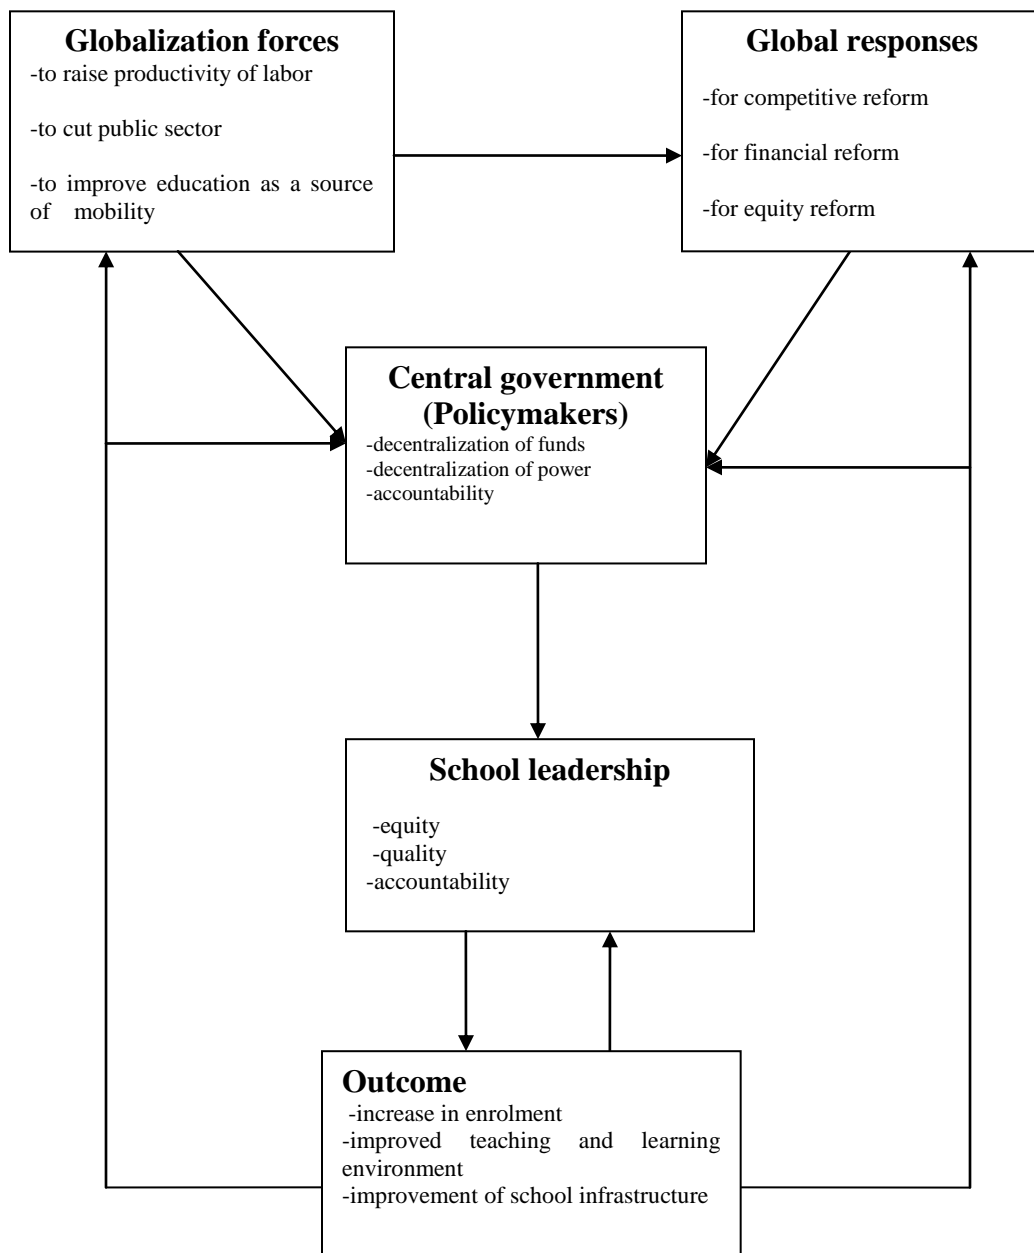 Globalization forces
-to raise productivity of labor
-to cut public sector
-to improve education as a source
of mobility
Global responses
-for competitive reform
-for financial reform
-for equity reform
Central government
(Policymakers)
-decentralization of funds
-decentralization of power
-accountability
School leadership
-equity
-quality
-accountability
Outcome
-increase in enrolment
-improved teaching and learning
environment
-improvement of school infrastructure